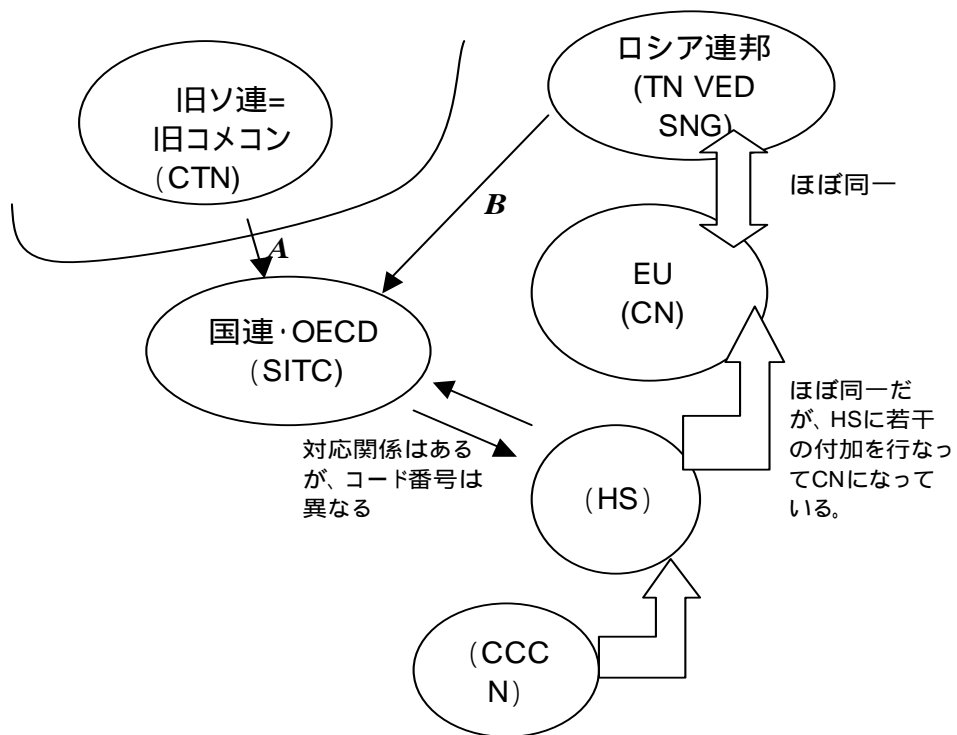 旧ソ連=
旧コメコン
(CTN)
ロシア連邦
(TN VED
SNG)
ほぼ同一
A
B
EU
(CN)
国連・OECD
(SITC)
ほぼ同一だ
が、HSに若干
の付加を行なっ
てCNになって
いる。
対応関係はある
が、コード番号は
異なる
(HS)
(CCC
N)